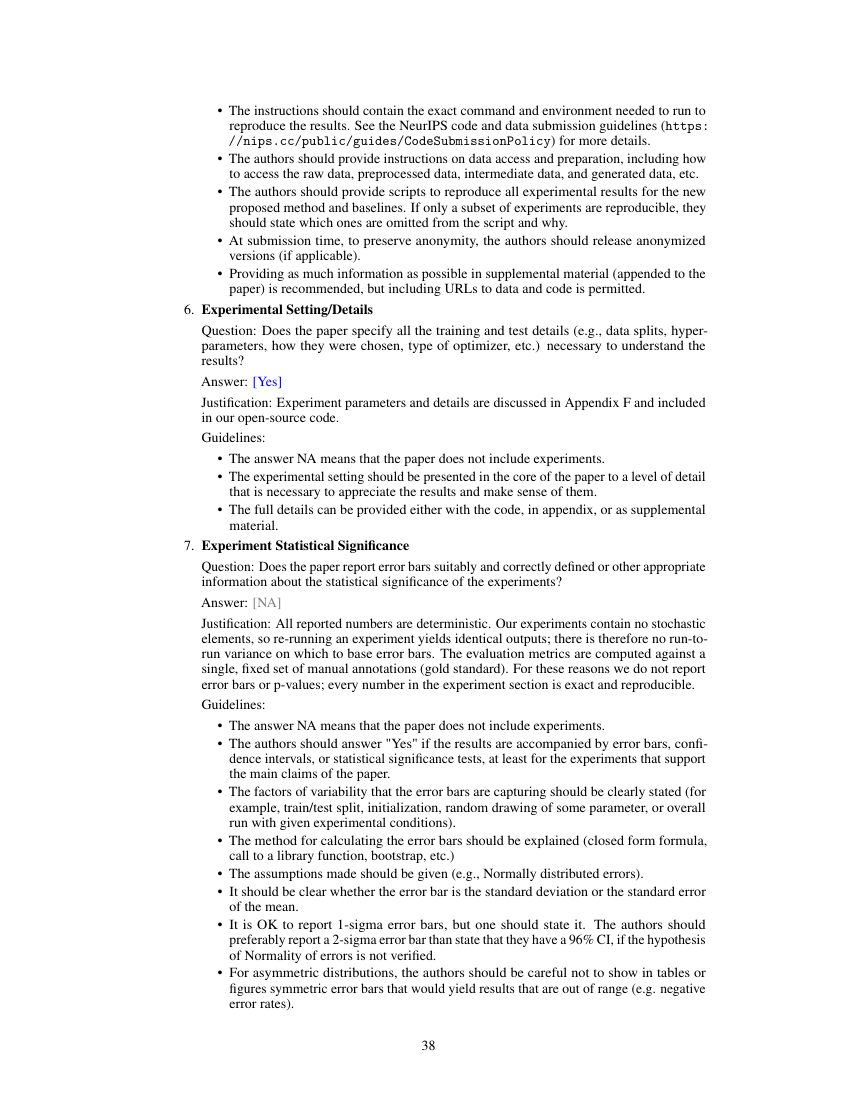 • The instructions should contain the exact command and environment needed to run to
reproduce the results. See the NeurIPS code and data submission guidelines (https:
//nips.cc/public/guides/CodeSubmissionPolicy) for more details.
• The authors should provide instructions on data access and preparation, including how
to access the raw data, preprocessed data, intermediate data, and generated data, etc.
• The authors should provide scripts to reproduce all experimental results for the new
proposed method and baselines. If only a subset of experiments are reproducible, they
should state which ones are omitted from the script and why.
• At submission time, to preserve anonymity, the authors should release anonymized
versions (if applicable).
• Providing as much information as possible in supplemental material (appended to the
paper) is recommended, but including URLs to data and code is permitted.
6. Experimental Setting/Details
Question: Does the paper specify all the training and test details (e.g., data splits, hyper-
parameters, how they were chosen, type of optimizer, etc.) necessary to understand the
results?
Answer: [Yes]
Justification: Experiment parameters and details are discussed in Appendix F and included
in our open-source code.
Guidelines:
• The answer NA means that the paper does not include experiments.
• The experimental setting should be presented in the core of the paper to a level of detail
that is necessary to appreciate the results and make sense of them.
• The full details can be provided either with the code, in appendix, or as supplemental
material.
7. Experiment Statistical Significance
Question: Does the paper report error bars suitably and correctly defined or other appropriate
information about the statistical significance of the experiments?
Answer: [NA]
Justification: All reported numbers are deterministic. Our experiments contain no stochastic
elements, so re-running an experiment yields identical outputs; there is therefore no run-to-
run variance on which to base error bars. The evaluation metrics are computed against a
single, fixed set of manual annotations (gold standard). For these reasons we do not report
error bars or p-values; every number in the experiment section is exact and reproducible.
Guidelines:
• The answer NA means that the paper does not include experiments.
• The authors should answer "Yes" if the results are accompanied by error bars, confi-
dence intervals, or statistical significance tests, at least for the experiments that support
the main claims of the paper.
• The factors of variability that the error bars are capturing should be clearly stated (for
example, train/test split, initialization, random drawing of some parameter, or overall
run with given experimental conditions).
• The method for calculating the error bars should be explained (closed form formula,
call to a library function, bootstrap, etc.)
• The assumptions made should be given (e.g., Normally distributed errors).
• It should be clear whether the error bar is the standard deviation or the standard error
of the mean.
• It is OK to report 1-sigma error bars, but one should state it. The authors should
preferably report a 2-sigma error bar than state that they have a 96% CI, if the hypothesis
of Normality of errors is not verified.
• For asymmetric distributions, the authors should be careful not to show in tables or
figures symmetric error bars that would yield results that are out of range (e.g. negative
error rates).
38